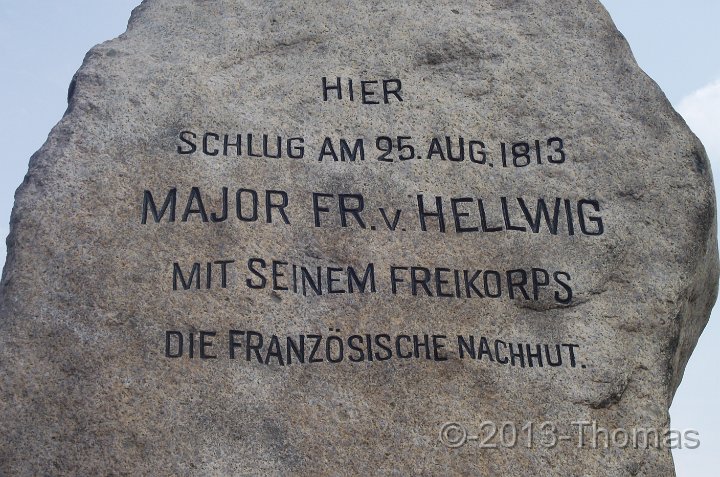 HIER
SCHLUG AM 25. AUG. 1813
MAJOR FR. v. HELLWIG
MIT SEINEM FREIKORPS
DIE FRANZÖSISCHE NACHHUT.
©-2013-Thomas